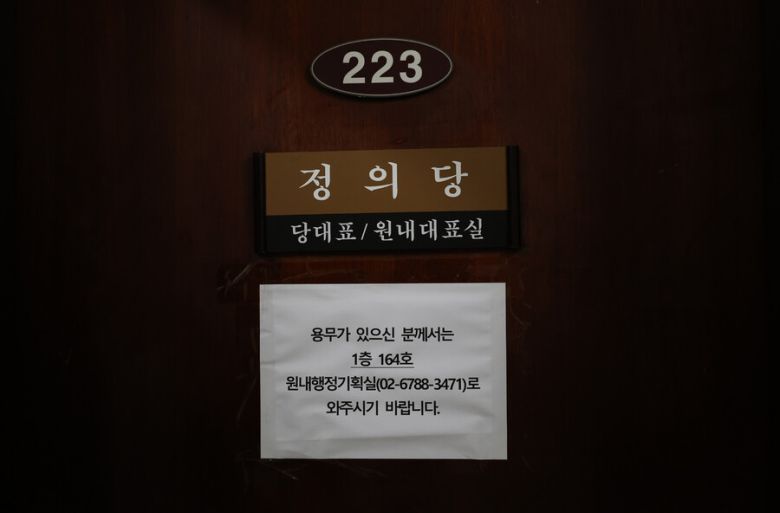 223
정의당
당대표/원내대표실
용무가 있으신 분께서는
1층 164호
원내행정기획실(02-6788-3471)로
와주시기 바랍니다.